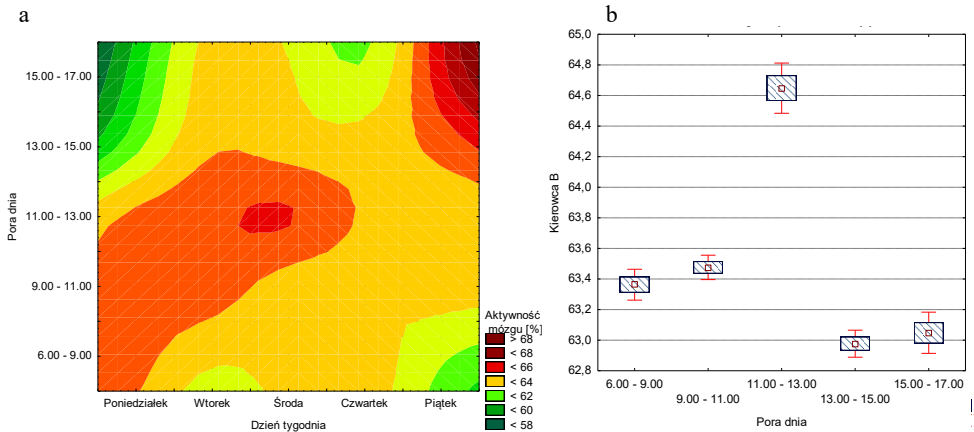 a
15.00 - 17.00
13.00 - 15.00
11.00 - 13.00
9.00 - 11.00
6.00 - 9.00
Pora dnia
Poniedziałek Wtorek Środa Czwartek Piątek
Dzień tygodnia
Aktywność
mózgu [%]
> 68
< 68
< 66
< 64
< 62
< 60
< 58
b
65,0
64,8
64,6
64,4
64,2
64,0
63,8
63,6
63,4
63,2
63,0
62,8
Kierowca B
6.00 - 9.00 11.00 - 13.00 15.00 - 17.00
9.00 - 11.00 13.00 - 15.00
Pora dnia